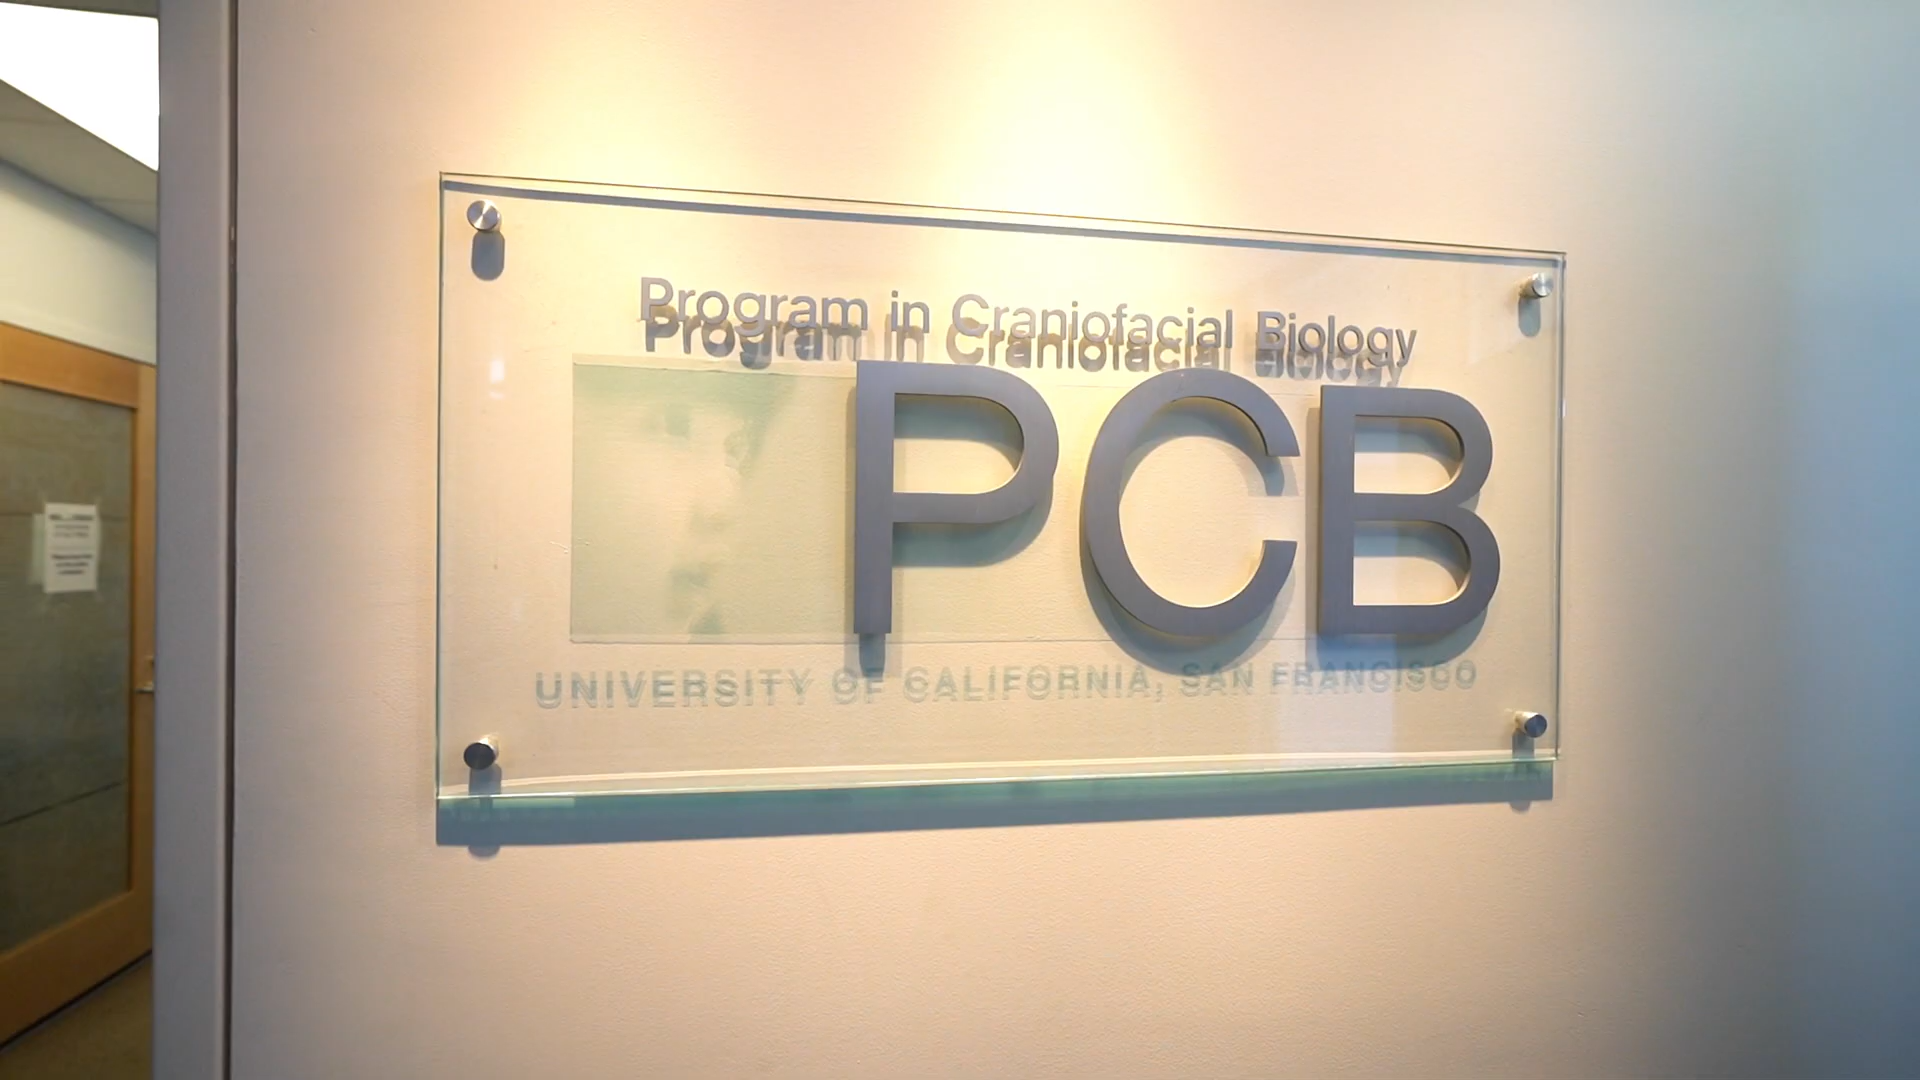 Program in Craniofacial Biology
PCB
UNIVERSITY OF CALIFORNIA, SAN FRANCISCO